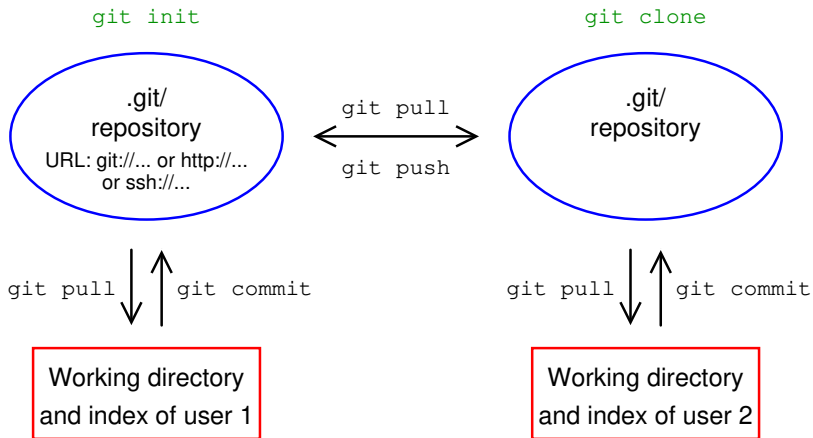 git init
git clone
.git/
repository
URL: git://... or http://...
or ssh://...
git pull
git push
.git/
repository
git pull
git commit
git pull
git commit
Working directory
and index of user 1
Working directory
and index of user 2